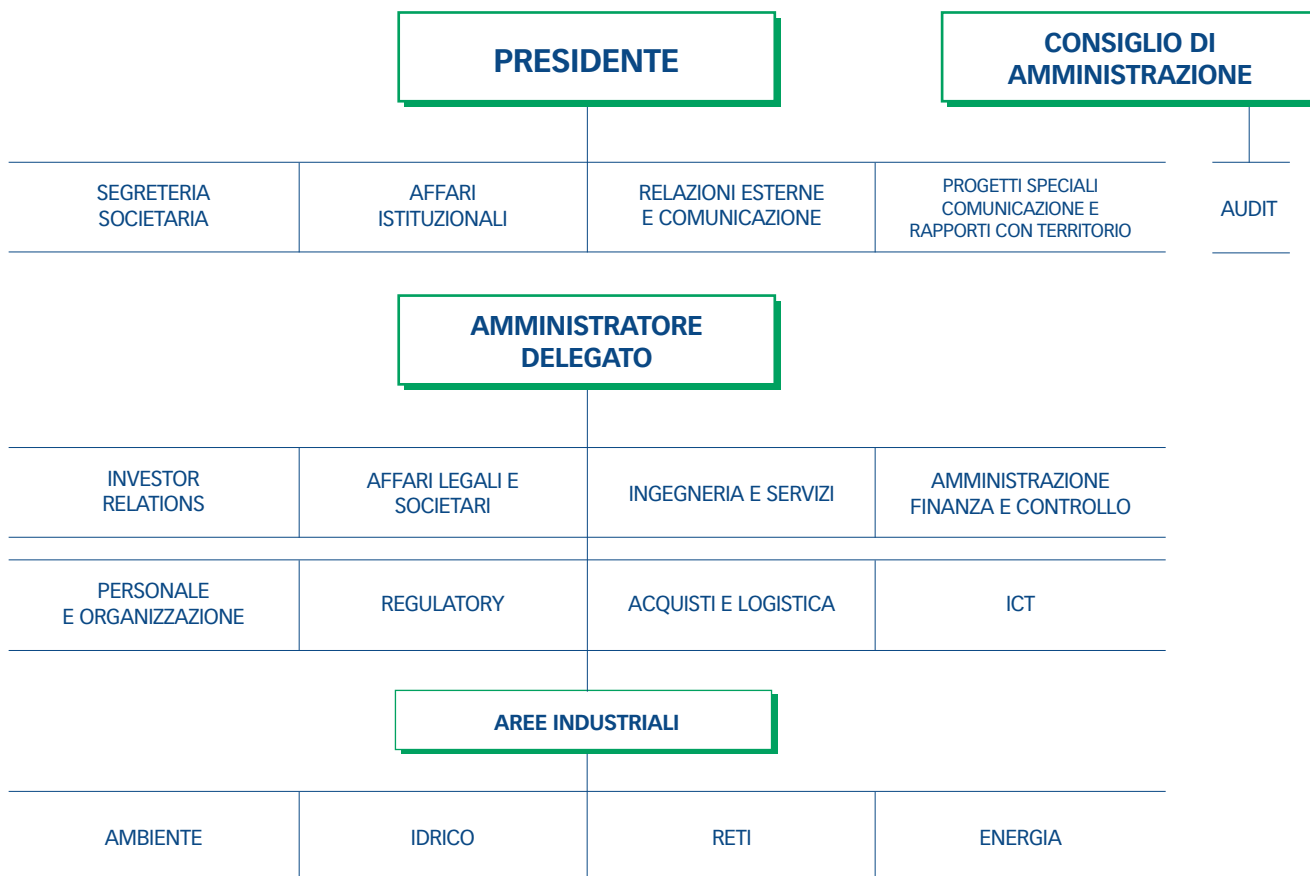 PRESIDENTE
CONSIGLIO DI
AMMINISTRAZIONE
SEGRETERIA
SOCIETARIA
AFFARI
ISTITUZIONALI
RELAZIONI ESTERNE
E COMUNICAZIONE
PROGETTI SPECIALI
COMUNICAZIONE E
RAPPORTI CON TERRITORIO
AUDIT
AMMINISTRATORE
DELEGATO
INVESTOR
RELATIONS
AFFARI LEGALI E
SOCIETARI
INGEGNERIA E SERVIZI
AMMINISTRAZIONE
FINANZA E CONTROLLO
PERSONALE
E ORGANIZZAZIONE
REGULATORY
ACQUISTI E LOGISTICA
ICT
AREE INDUSTRIALI
AMBIENTE
IDRICO
RETI
ENERGIA